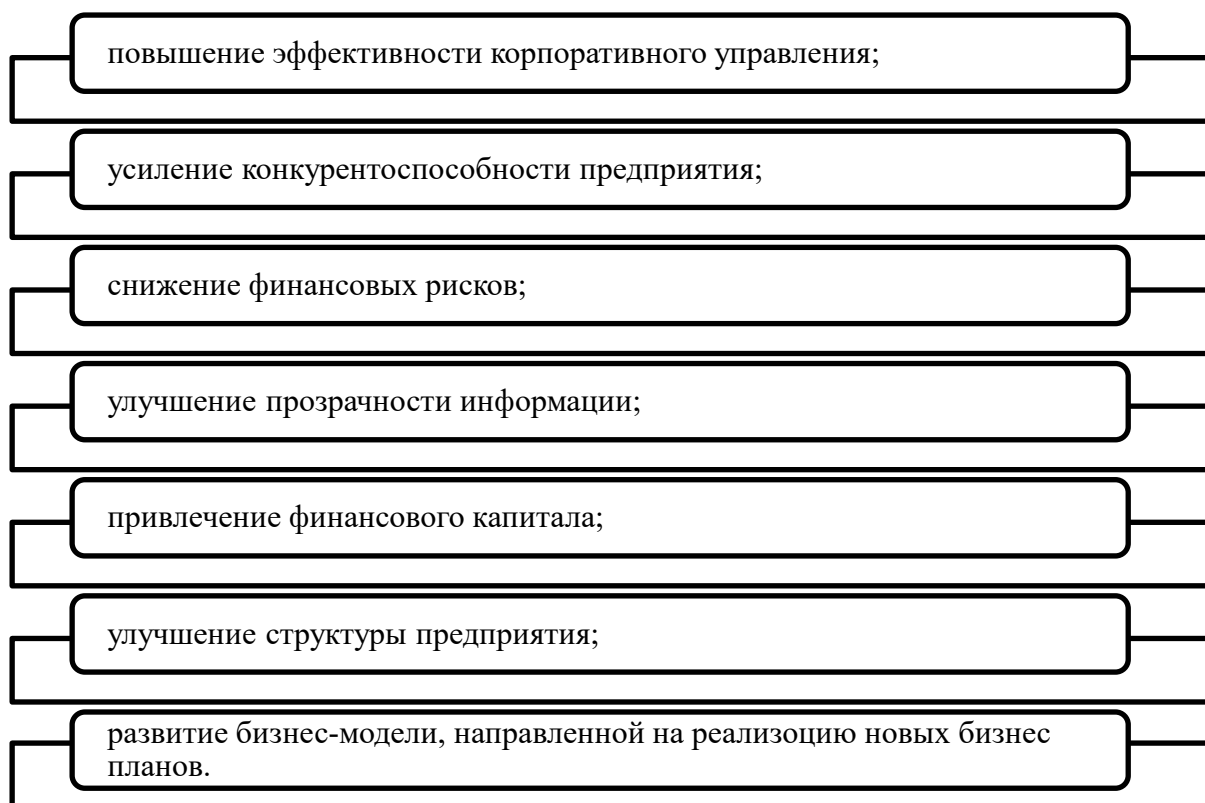 повышение эффективности корпоративного управления;
усиление конкурентоспособности предприятия;
снижение финансовых рисков;
улучшение прозрачности информации;
привлечение финансового капитала;
улучшение структуры предприятия;
развитие бизнес-модели, направленной на реализоцию новых бизнес
планов.